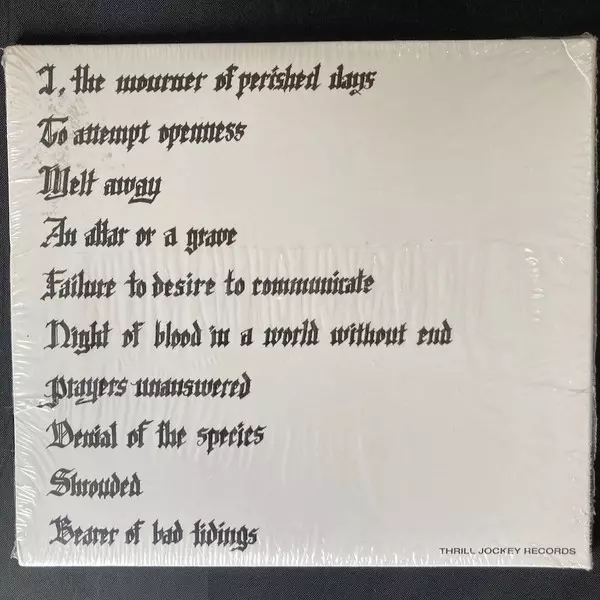 I, the mourner of perished days
To attempt openness
Melt away
An altar or a grave
Failure to desire to communicate
Night of blood in a world without end
Prayers unanswered
Denial of the species
Shrouded
Bearer of bad tidings
THRILL JOCKEY RECORDS